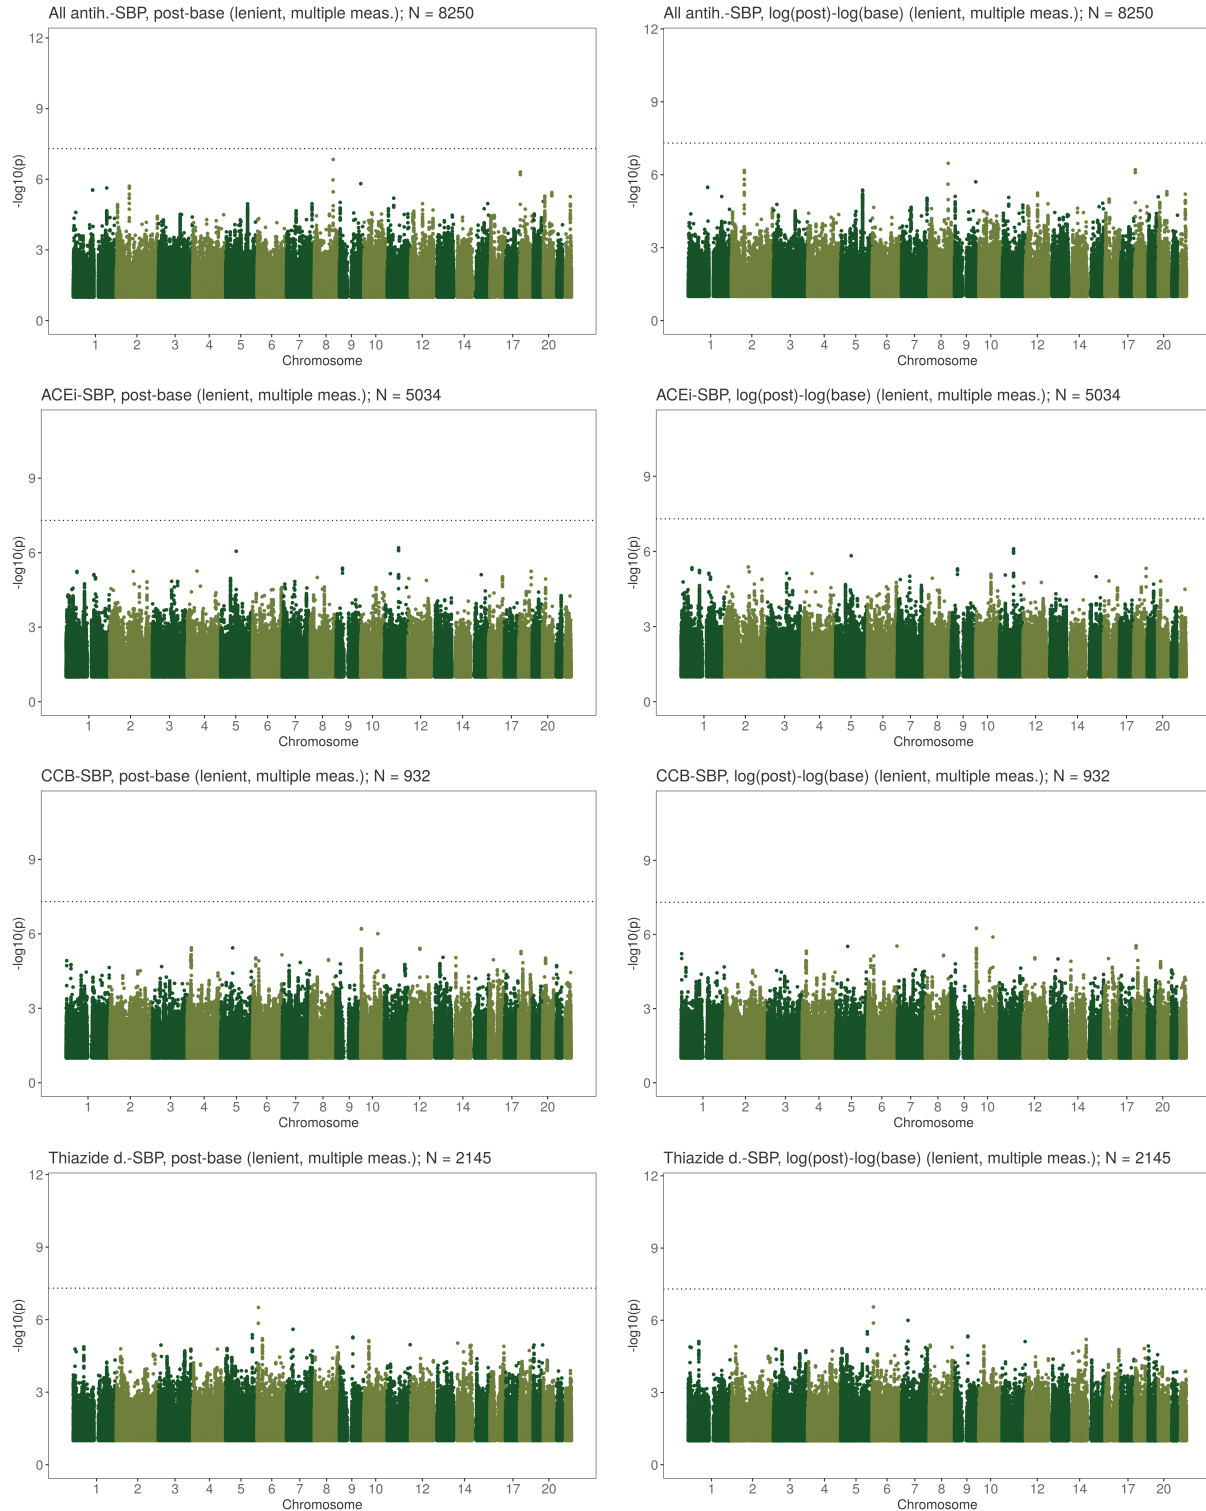 All antih.-SBP, post-base (lenient, multiple meas.); N = 8250
12
9
6
3
0
-log10(p)
1 2 3 4 5 6 7 8 9 10 12 14 17 20
Chromosome
All antih.-SBP, log(post)-log(base) (lenient, multiple meas.); N = 8250
12
9
6
3
0
-log10(p)
1 2 3 4 5 6 7 8 9 10 12 14 17 20
Chromosome
ACEi-SBP, post-base (lenient, multiple meas.); N = 5034
9
6
3
0
-log10(p)
1 2 3 4 5 6 7 8 9 10 12 14 17 20
Chromosome
ACEi-SBP, log(post)-log(base) (lenient, multiple meas.); N = 5034
9
6
3
0
-log10(p)
1 2 3 4 5 6 7 8 9 10 12 14 17 20
Chromosome
CCB-SBP, post-base (lenient, multiple meas.); N = 932
9
6
3
0
-log10(p)
1 2 3 4 5 6 7 8 9 10 12 14 17 20
Chromosome
CCB-SBP, log(post)-log(base) (lenient, multiple meas.); N = 932
9
6
3
0
-log10(p)
1 2 3 4 5 6 7 8 9 10 12 14 17 20
Chromosome
Thiazide d.-SBP, post-base (lenient, multiple meas.); N = 2145
12
9
6
3
0
-log10(p)
1 2 3 4 5 6 7 8 9 10 12 14 17 20
Chromosome
Thiazide d.-SBP, log(post)-log(base) (lenient, multiple meas.); N = 2145
12
9
6
3
0
-log10(p)
1 2 3 4 5 6 7 8 9 10 12 14 17 20
Chromosome